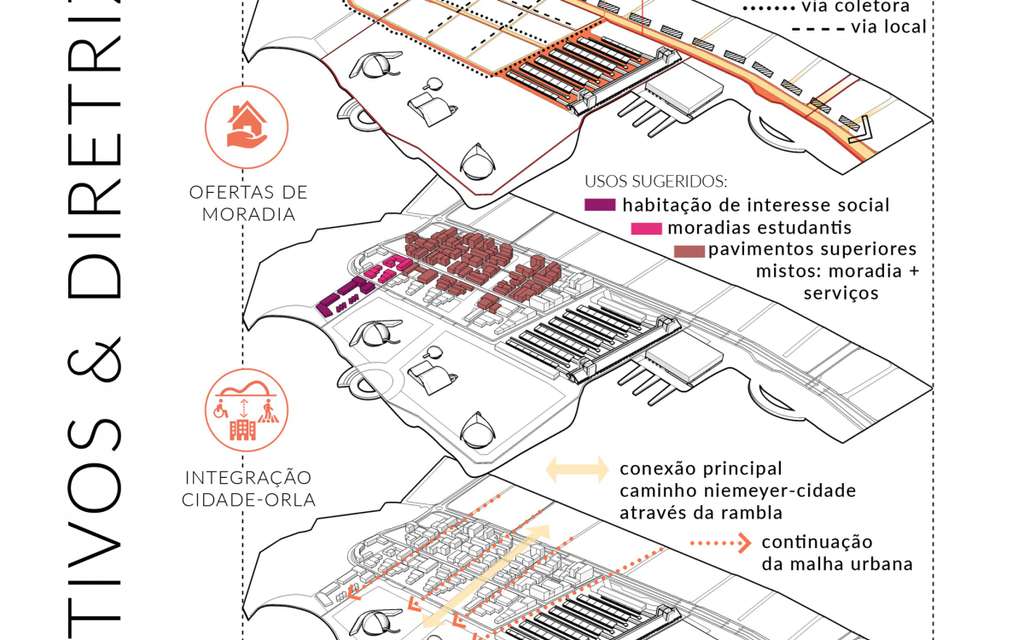 TIVOS & DIRETRIZ
via coletora
via local
OFERTAS DE
MORADIA
USOS SUGERIDOS:
habitação de interesse social
moradias estudantis
pavimentos superiores
mistos: moradia +
serviços
INTEGRAÇÃO
CIDADE-ORLA
conexão principal
caminho niemeyer-cidade
através da rambla
continuação
da malha urbana